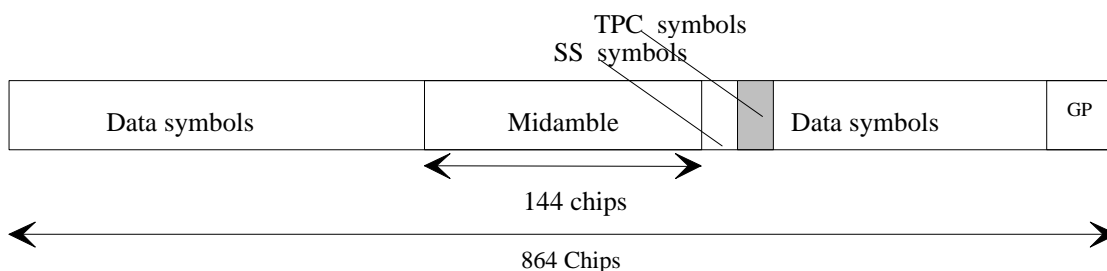 TPC symbols
SS symbols
Data symbols
Midamble
Data symbols
GP
144 chips
864 Chips